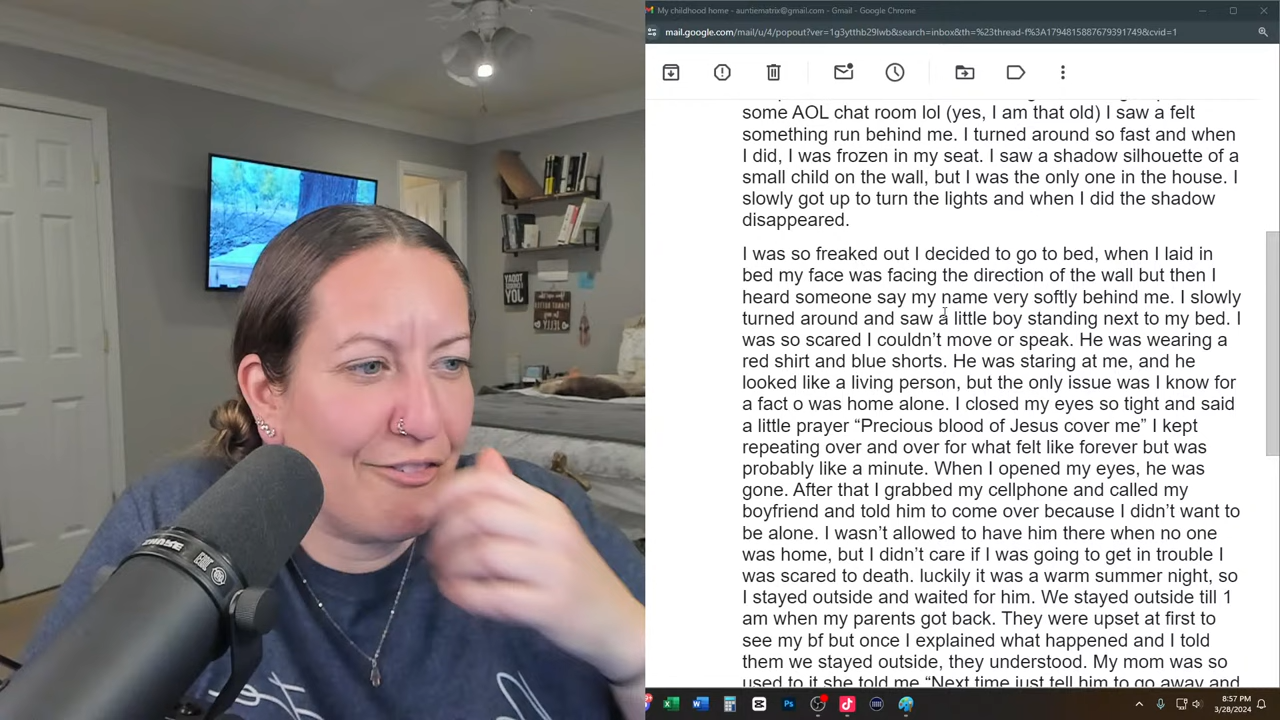 My childhood home - auntiematrix@gmail.com - Gmail - Google Chrome
mail.google.com/mail/u/4/popout?ver=1g3ytthb29lwb&search=inbox&th=%23thread-f%3A1794815887679391749&cvid=1
some AOL chat room lol (yes, I am that old) I saw a felt
something run behind me. I turned around so fast and when
I did, I was frozen in my seat. I saw a shadow silhouette of a
small child on the wall, but I was the only one in the house. I
slowly got up to turn the lights and when I did the shadow
disappeared.
I was so freaked out I decided to go to bed, when I laid in
bed my face was facing the direction of the wall but then I
heard someone say my name very softly behind me. I slowly
turned around and saw a little boy standing next to my bed. I
was so scared I couldn't move or speak. He was wearing a
red shirt and blue shorts. He was staring at me, and he
looked like a living person, but the only issue was I know for
a fact o was home alone. I closed my eyes so tight and said
a little prayer “Precious blood of Jesus cover me” I kept
repeating over and over for what felt like forever but was
probably like a minute. When I opened my eyes, he was
gone. After that I grabbed my cellphone and called my
boyfriend and told him to come over because I didn't want to
be alone. I wasn't allowed to have him there when no one
was home, but I didn't care if I was going to get in trouble I
was scared to death. luckily it was a warm summer night, so
I stayed outside and waited for him. We stayed outside till 1
am when my parents got back. They were upset at first to
see my bf but once I explained what happened and I told
them we stayed outside, they understood. My mom was so
used to it she told me “Next time just tell him to go away and
8:57 PM
3/28/2024